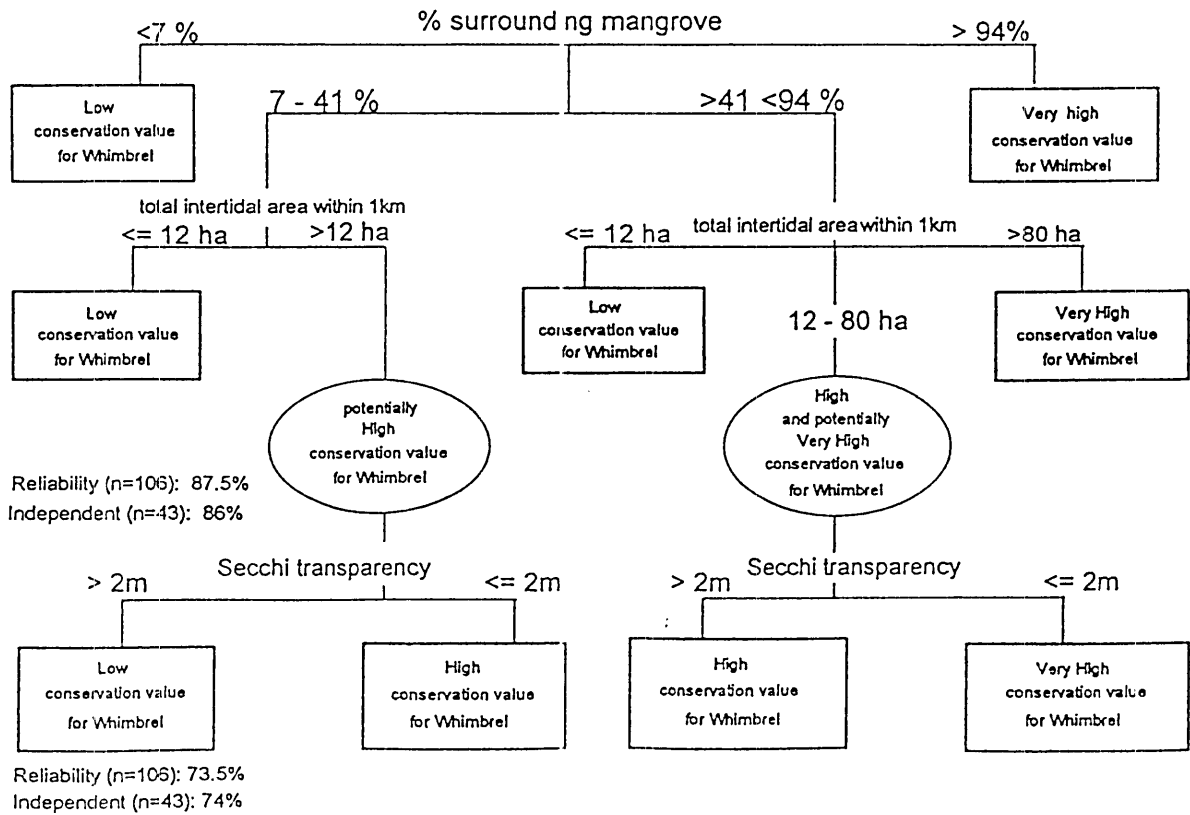 % surround ng mangrove
<7 %
> 94%
Low
conservation value
for Whimbrel
7 - 41 %
>41 <94 %
Very high
conservation value
for Whimbrel
total intertidal area within 1km
<= 12 ha
>12 ha
total intertidal area within 1km
<= 12 ha
>80 ha
Low
conservation value
for Whimbrel
Low
conservation value
for Whimbrel
12 - 80 ha
Very High
conservation value
for Whimbrel
potentially
High
conservation value
for Whimbrel
High
and potentially
Very High
conservation value
for Whimbrel
Reliability (n=106): 87.5%
Independent (n=43): 86%
Secchi transparency
> 2m
<= 2m
Secchi transparency
> 2m
<= 2m
Low
conservation value
for Whimbrel
High
conservation value
for Whimbrel
High
conservation value
for Whimbrel
Very High
conservation value
for Whimbrel
Reliability (n=106): 73.5%
Independent (n=43): 74%